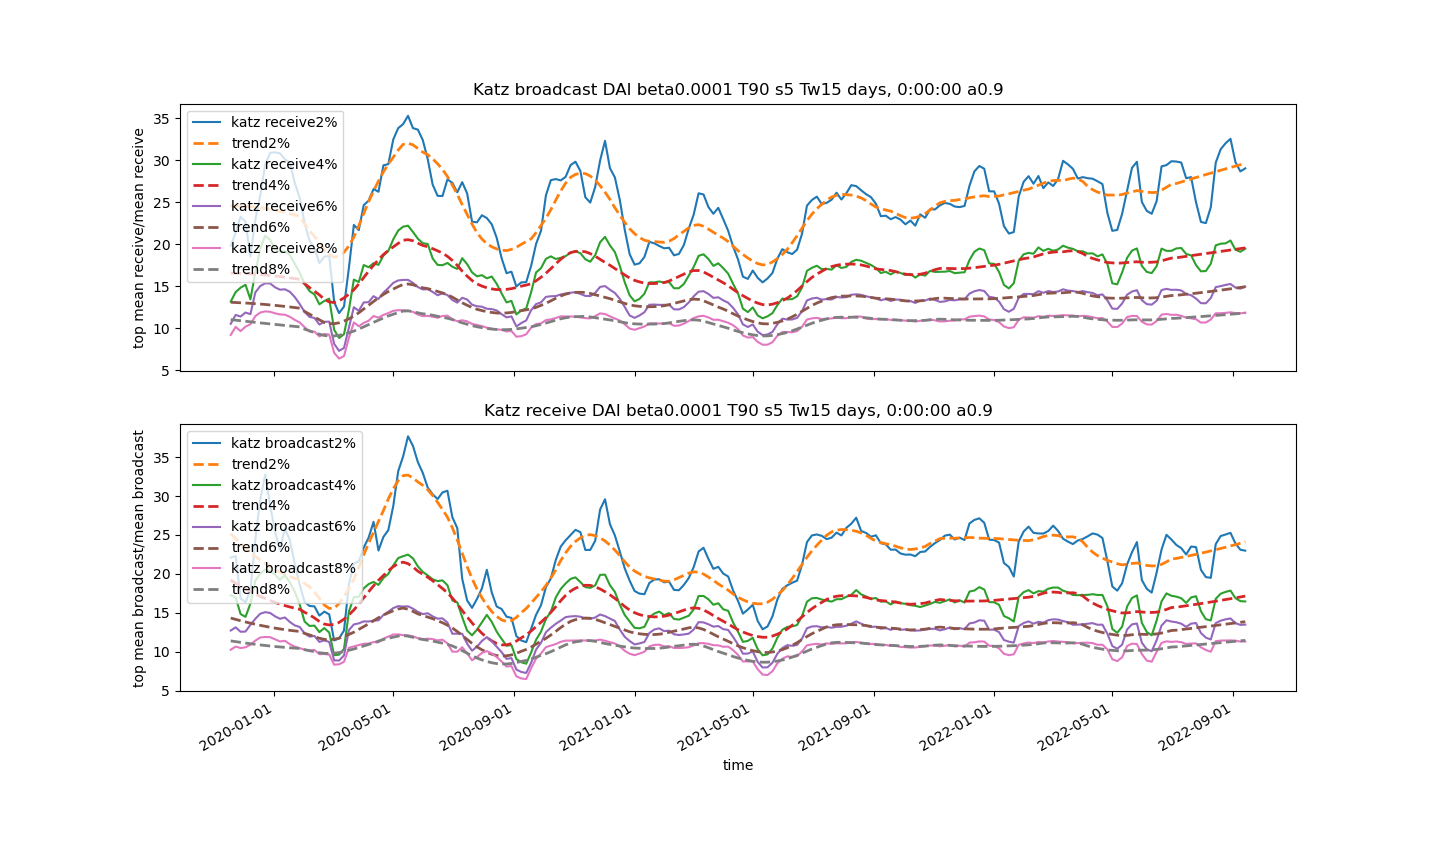 Katz broadcast DAI beta0.0001 T90 s5 Tw15 days, 0:00:00 a0.9
top mean receive/mean receive
35
30
25
20
15
10
5
katz receive2%
trend2%
katz receive4%
trend4%
katz receive6%
trend6%
katz receive8%
trend8%
Katz receive DAI beta0.0001 T90 s5 Tw15 days, 0:00:00 a0.9
top mean broadcast/mean broadcast
35
30
25
20
15
10
5
katz broadcast2%
trend2%
katz broadcast4%
trend4%
katz broadcast6%
trend6%
katz broadcast8%
trend8%
2020-01-01
2020-05-01
2020-09-01
2021-01-01
2021-05-01
2021-09-01
2022-01-01
2022-05-01
2022-09-01
time